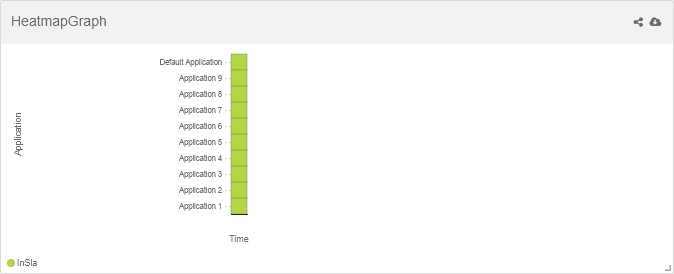 HeatmapGraph
Default Application
Application 9
Application 8
Application 7
Application 6
Application 5
Application 4
Application 3
Application 2
Application 1
Application
Time
InSla